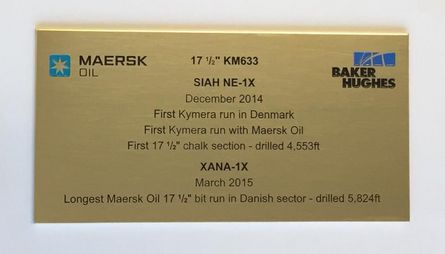 MAERSK
OIL
17 ½" KM633
BAKER
HUGHES
SIAH NE-1X
December 2014
First Kymera run in Denmark
First Kymera run with Maersk Oil
First 17 ½" chalk section - drilled 4,553ft
XANA-1X
March 2015
Longest Maersk Oil 17 ½" bit run in Danish sector - drilled 5,824ft